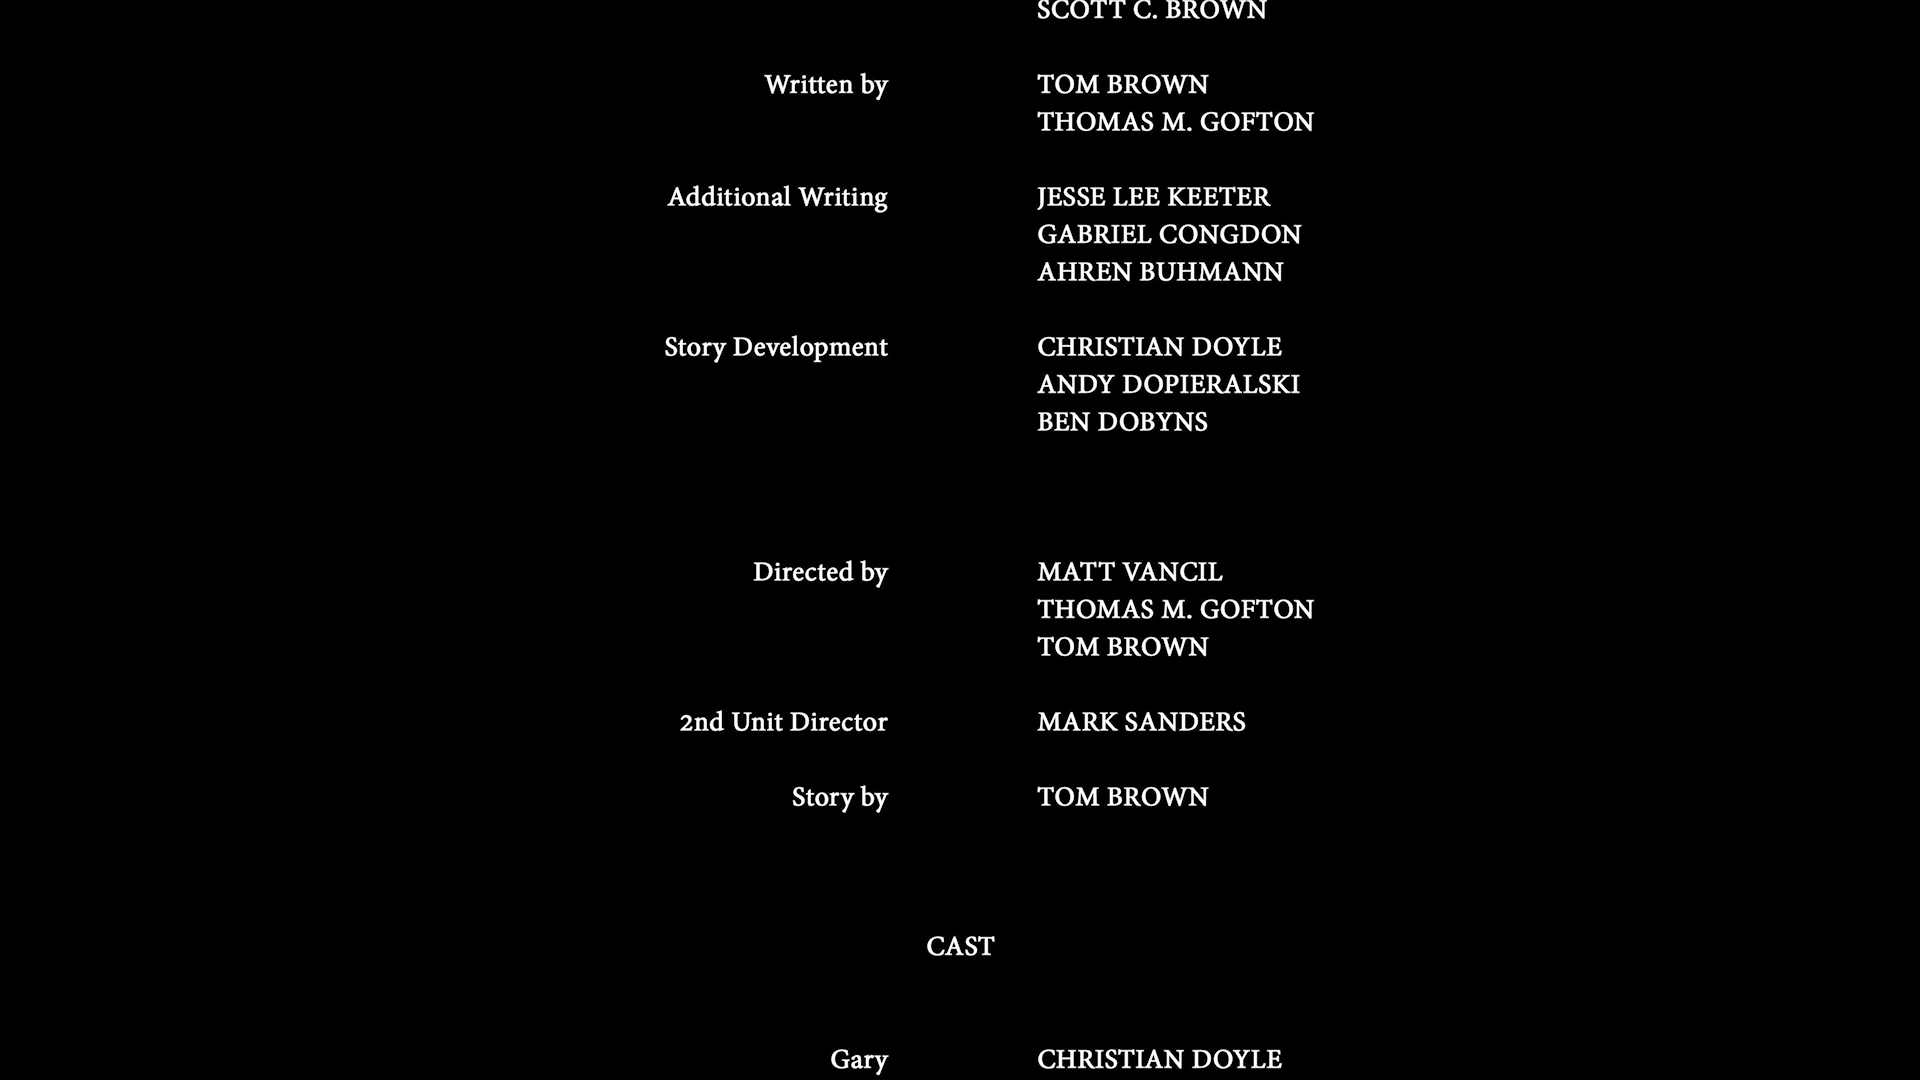 SCOTT C. BROWN
Written by TOM BROWN
THOMAS M. GOFTON
Additional Writing JESSE LEE KEETER
GABRIEL CONGDON
AHREN BUHMANN
Story Development CHRISTIAN DOYLE
ANDY DOPIERALSKI
BEN DOBYNS
Directed by MATT VANCIL
THOMAS M. GOFTON
TOM BROWN
2nd Unit Director MARK SANDERS
Story by TOM BROWN
CAST
Gary CHRISTIAN DOYLE